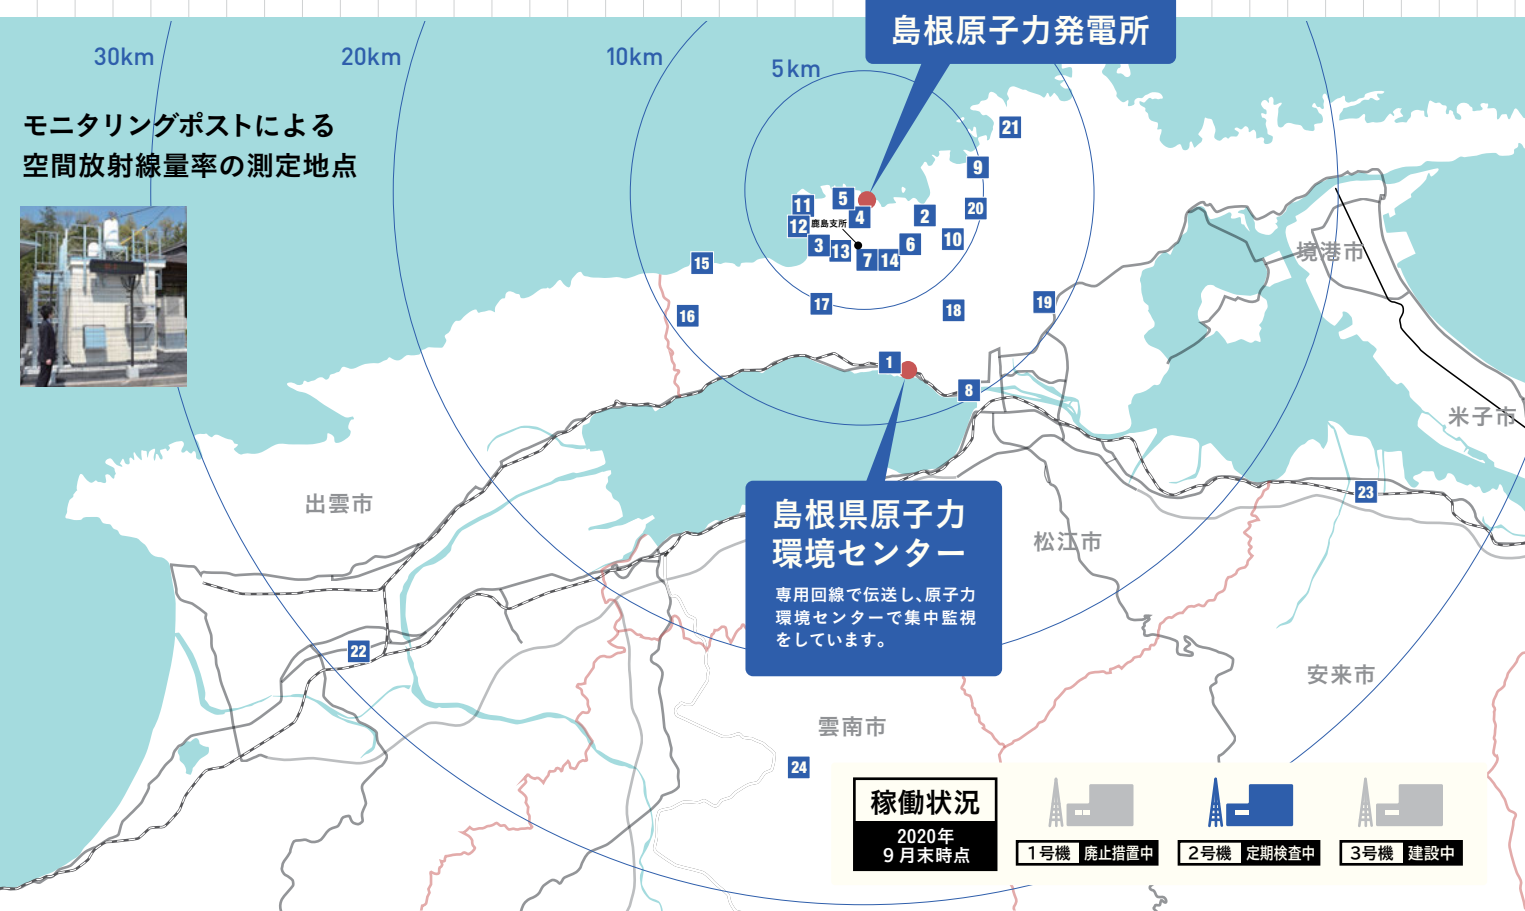 島根原子力発電所
30km
20km
10km
5km
モニタリングポストによる
空間放射線量率の測定地点
21
9
5
11
4
2
20
12
鹿島支所
3
13
7
14
6
10
15
16
17
18
19
境港市
1
8
米子市
出雲市
23
島根県原子力
環境センター
専用回線で伝送し、原子力
環境センターで集中監視
をしています。
松江市
22
安来市
雲南市
24
稼働状況
2020年
9月末時点
1号機 廃止措置中
2号機 定期検査中
3号機 建設中